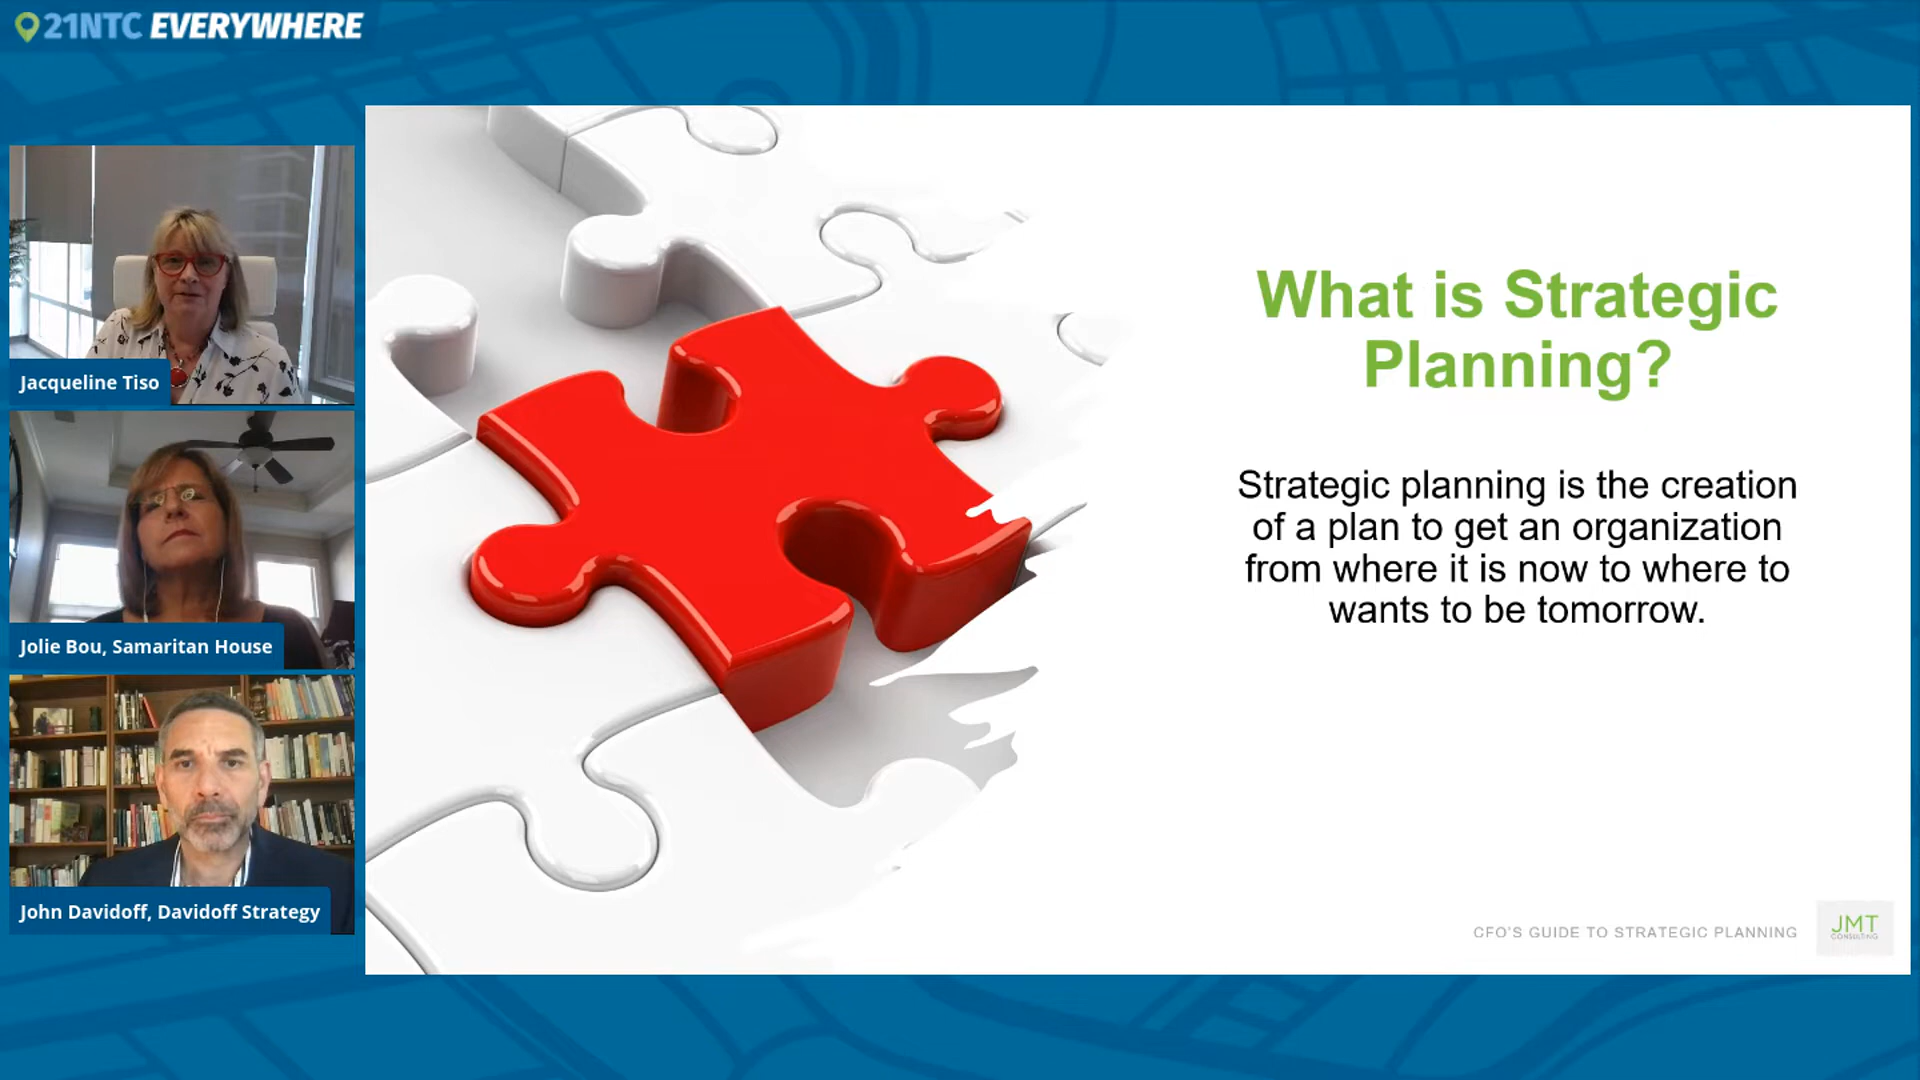 21NTC EVERYWHERE
Jacqueline Tiso
Jolie Bou, Samaritan House
John Davidoff, Davidoff Strategy
What is Strategic
Planning?
Strategic planning is the creation
of a plan to get an organization
from where it is now to where to
wants to be tomorrow.
CFO'S GUIDE TO STRATEGIC PLANNING
JMT
CONSULTING